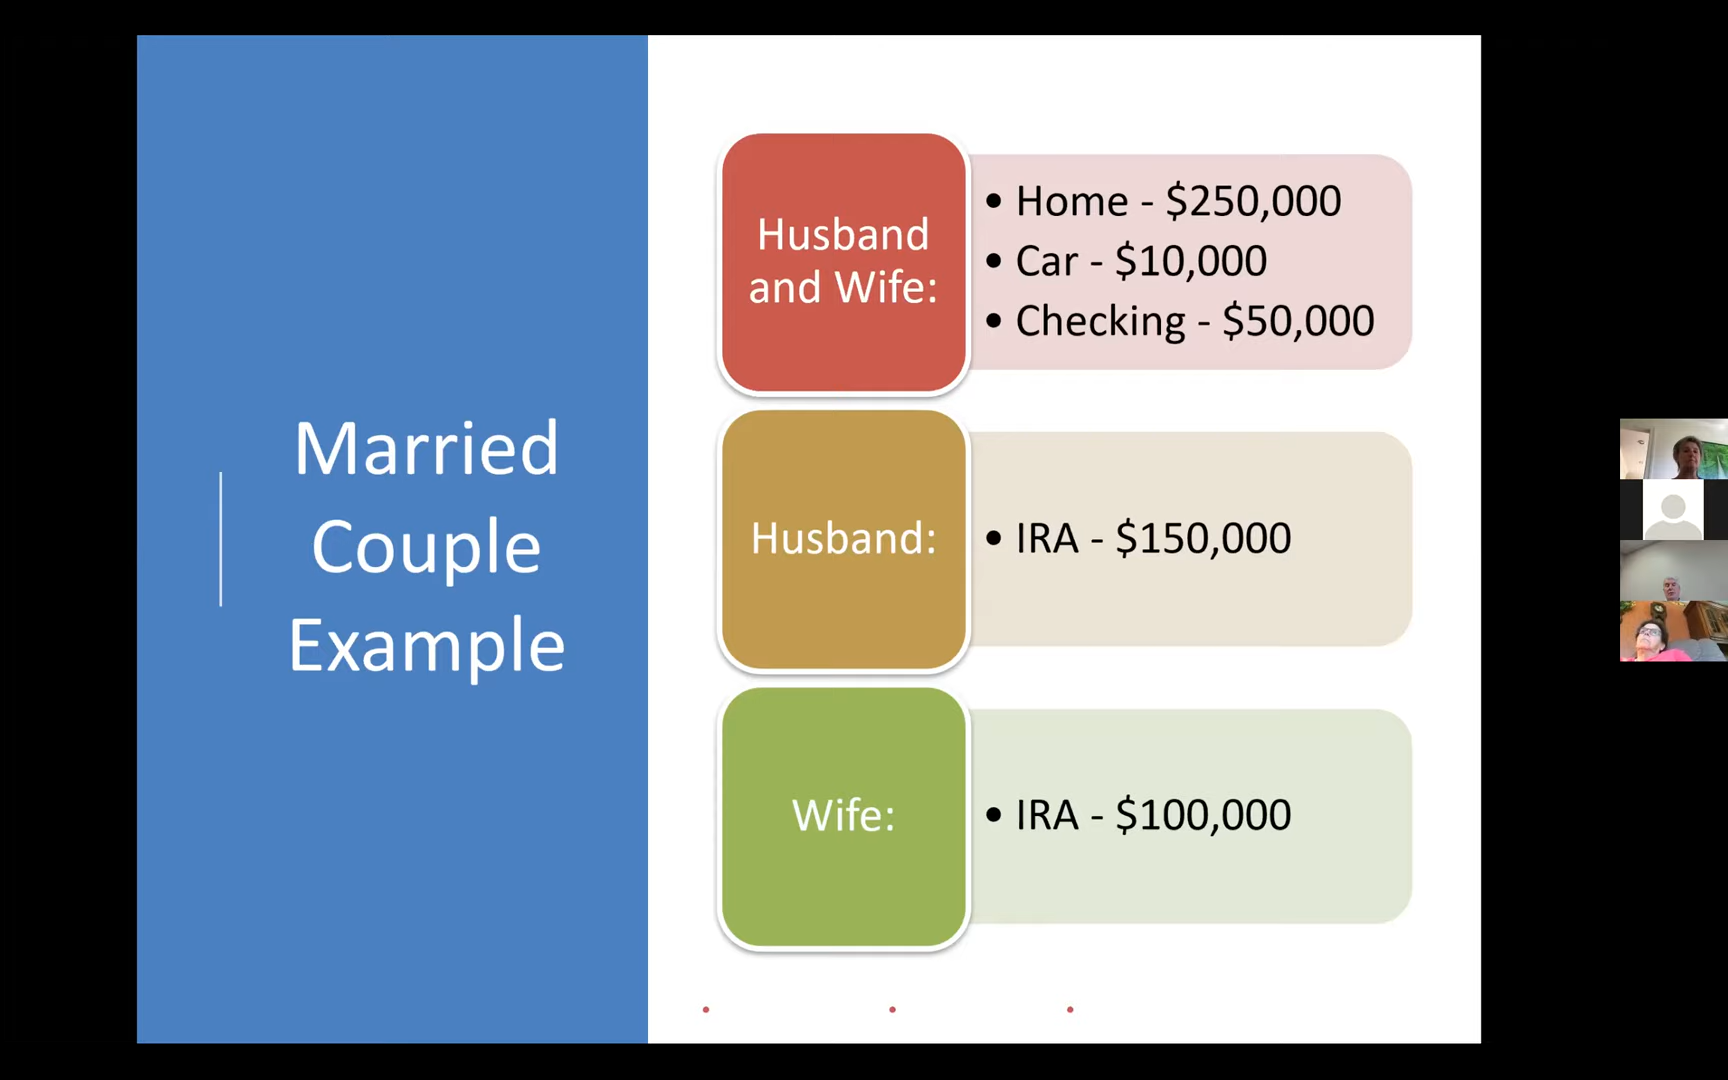 Married
Couple
Example
Husband
and Wife:
• Home - $250,000
• Car - $10,000
• Checking - $50,000
Husband:
• IRA - $150,000
Wife:
• IRA - $100,000